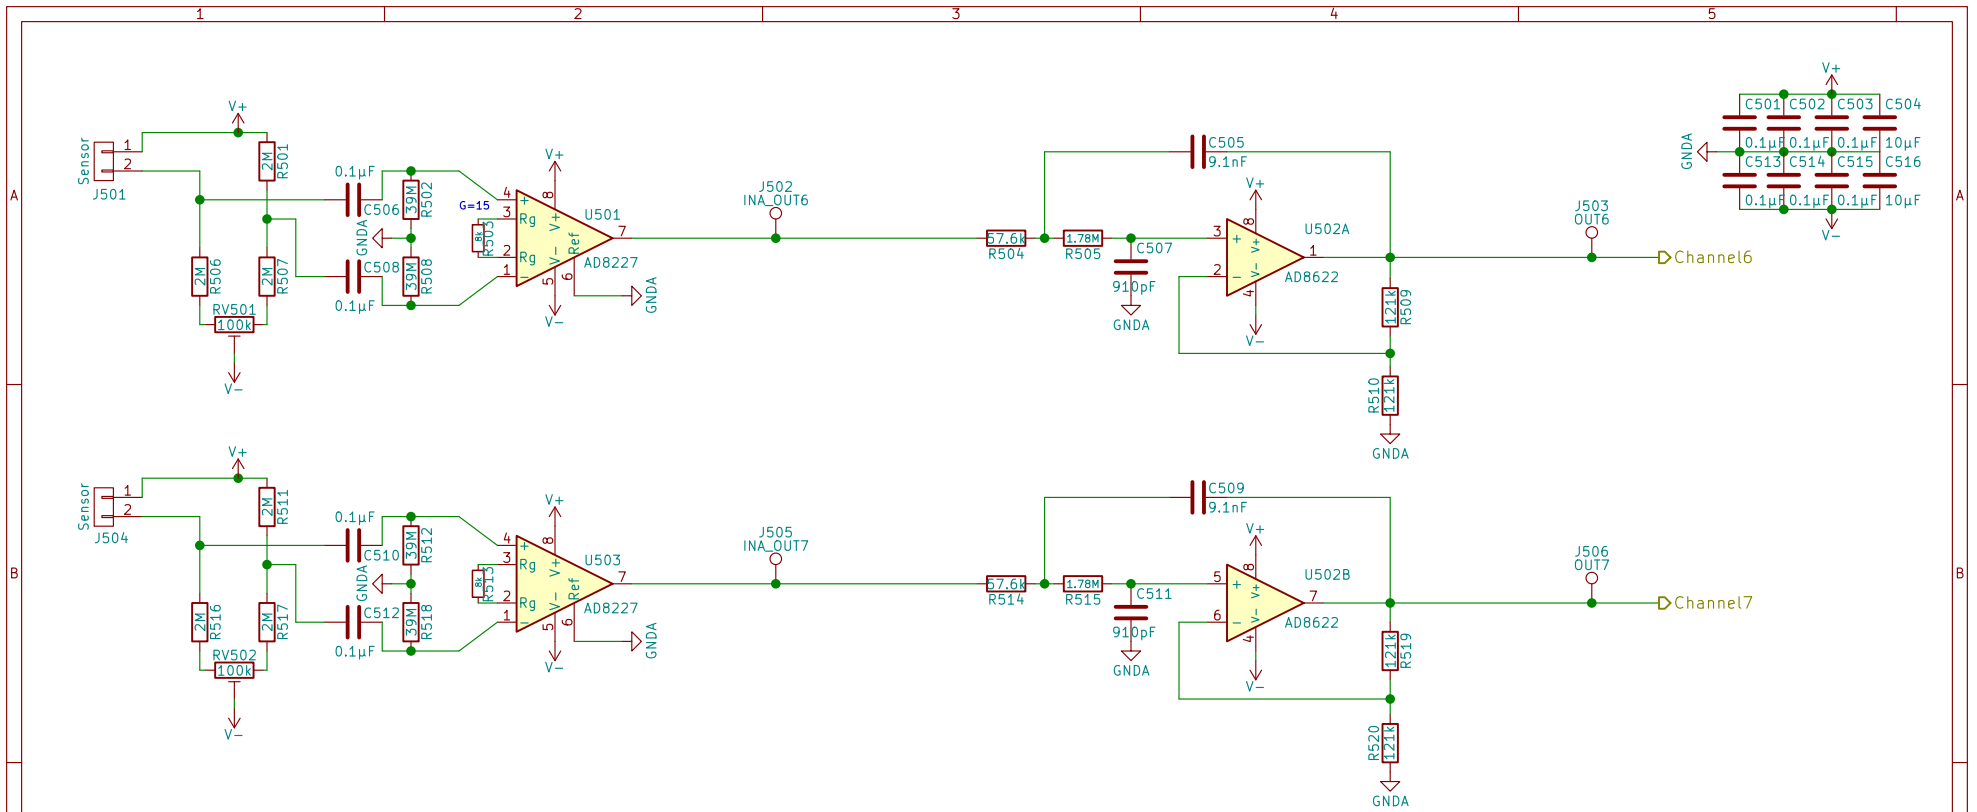 1 2 3 4 5
A A
B B
V+
Sensor
1
2
J501
2M
R501
0.1µF
C506
39M
R502
GNDA
2M
R506
2M
R507
C508
0.1µF
39M
R508
RV501
100k
V-
G=15
V+
4
3
2
1
8
+
Rg
Rg
-
V+
V-
Ref
8k
R503
5
6
7
U501
AD8227
V-
GNDA
J502
INA_OUT6
57.6k
R504
1.78M
R505
C505
9.1nF
C507
910pF
GNDA
V+
3
2
8
4
1
+
-
V+
V-
U502A
AD8622
V-
121k
R509
R510
121k
GNDA
J503
OUT6
Channel6
V+
C501 C502 C503 C504
0.1µF 0.1µF 0.1µF 10µF
GNDA
C513 C514 C515 C516
0.1µF 0.1µF 0.1µF 10µF
V-
V+
Sensor
1
2
J504
2M
R511
0.1µF
C510
39M
R512
GNDA
2M
R516
2M
R517
C512
0.1µF
39M
R518
RV502
100k
V-
V+
4
3
2
1
8
+
Rg
Rg
-
V+
V-
Ref
8k
R513
5
6
7
U503
AD8227
V-
GNDA
J505
INA_OUT7
57.6k
R514
1.78M
R515
C509
9.1nF
C511
910pF
GNDA
V+
5
6
8
4
7
+
-
V+
V-
U502B
AD8622
V-
121k
R519
R520
121k
GNDA
J506
OUT7
Channel7